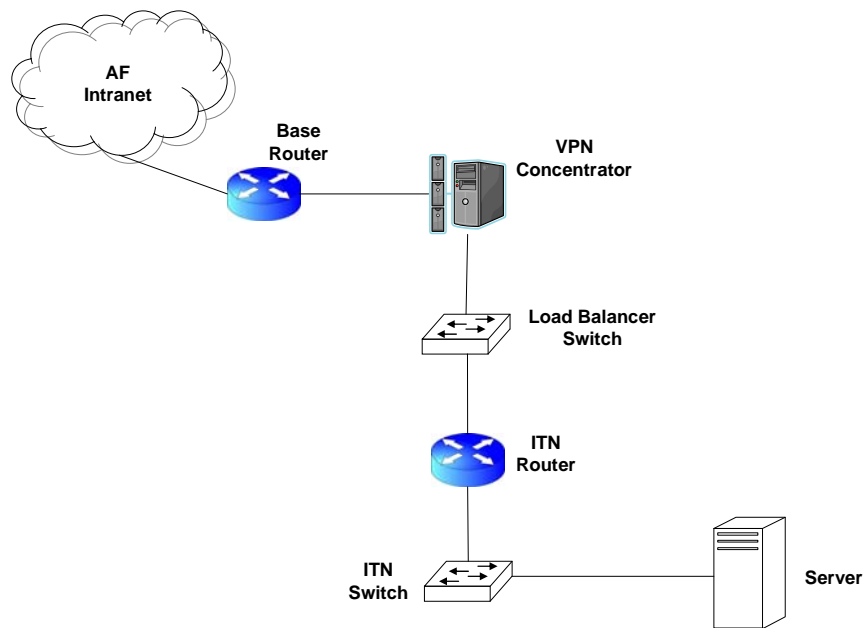 AF
Intranet
Base
Router
VPN
Concentrator
Load Balancer
Switch
ITN
Router
ITN
Switch
Server